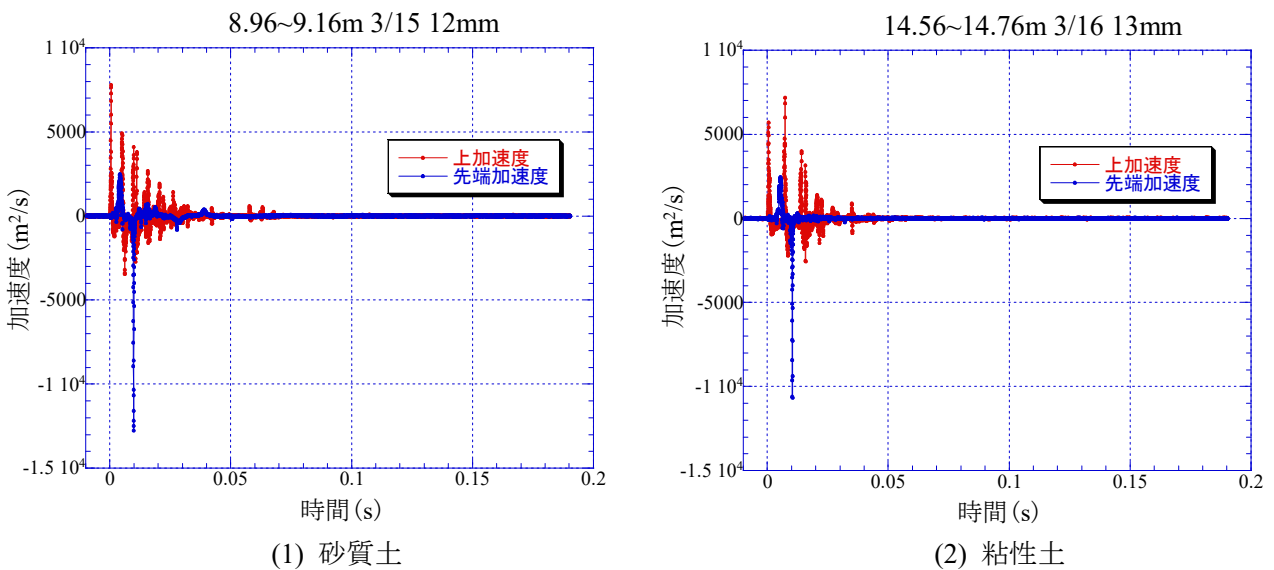 8.96~9.16m 3/15 12mm
1 10⁴
5000
0
-5000
-1 10⁴
-1.5 10⁴
加速度(m²/s)
上加速度
先端加速度
0
0.05
0.1
0.15
0.2
時間(s)
(1) 砂質土
14.56~14.76m 3/16 13mm
1 10⁴
5000
0
-5000
-1 10⁴
-1.5 10⁴
加速度(m²/s)
上加速度
先端加速度
0
0.05
0.1
0.15
0.2
時間(s)
(2) 粘性土